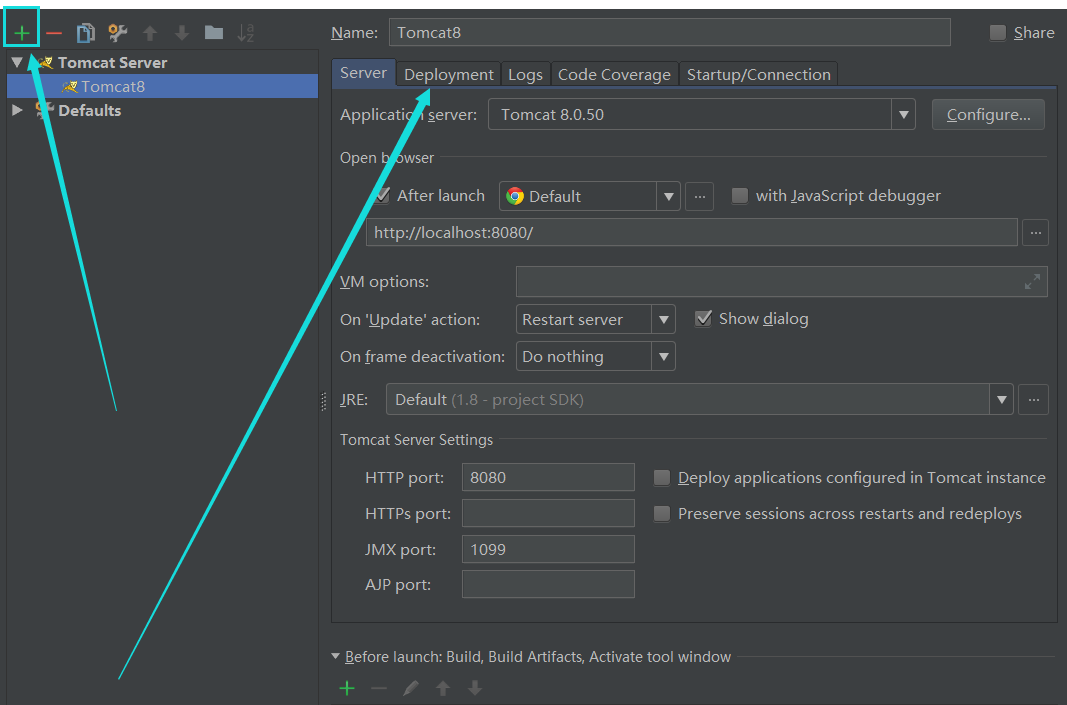 Name: Tomcat8 Share
Tomcat Server
Tomcat8
Defaults
Server Deployment Logs Code Coverage Startup/Connection
Application server: Tomcat 8.0.50 Configure...
Open browser
After launch Default ... with JavaScript debugger
http://localhost:8080/ ...
VM options:
On 'Update' action: Restart server Show dialog
On frame deactivation: Do nothing
JRE: Default (1.8 - project SDK) ...
Tomcat Server Settings
HTTP port: 8080 Deploy applications configured in Tomcat instance
HTTPs port: Preserve sessions across restarts and redeploys
JMX port: 1099
AJP port:
Before launch: Build, Build Artifacts, Activate tool window